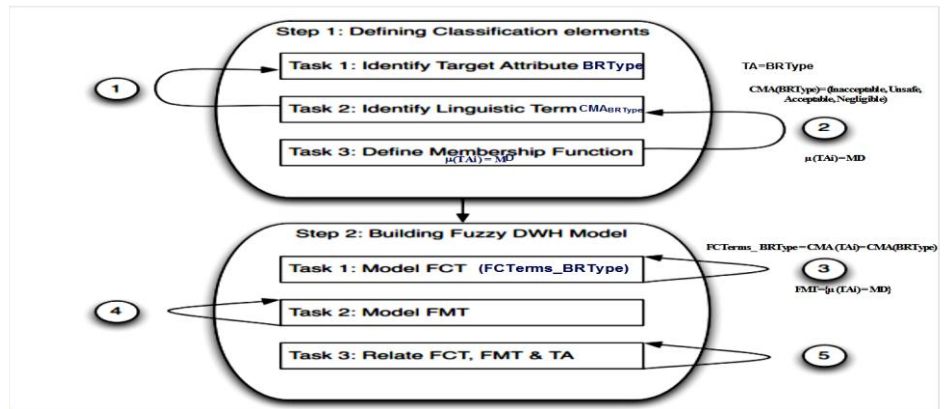 Step 1: Defining Classification elements
Task 1: Identify Target Attribute BRType
TA=BRType
1
CMA(BRType)=(Inacceptable, Unsafe,
Acceptable, Negligible)
Task 2: Identify Linguistic Term CMABRType
2
Task 3: Define Membership Function
μ(TAi) = MD
μ(TAi)=MD
Step 2: Building Fuzzy DWH Model
FCTerms_ BRType=CMA (TAi)=CMA(BRType)
Task 1: Model FCT (FCTerms_BRType)
3
FMT={μ (TAi)=MD}
4
Task 2: Model FMT
Task 3: Relate FCT, FMT & TA
5